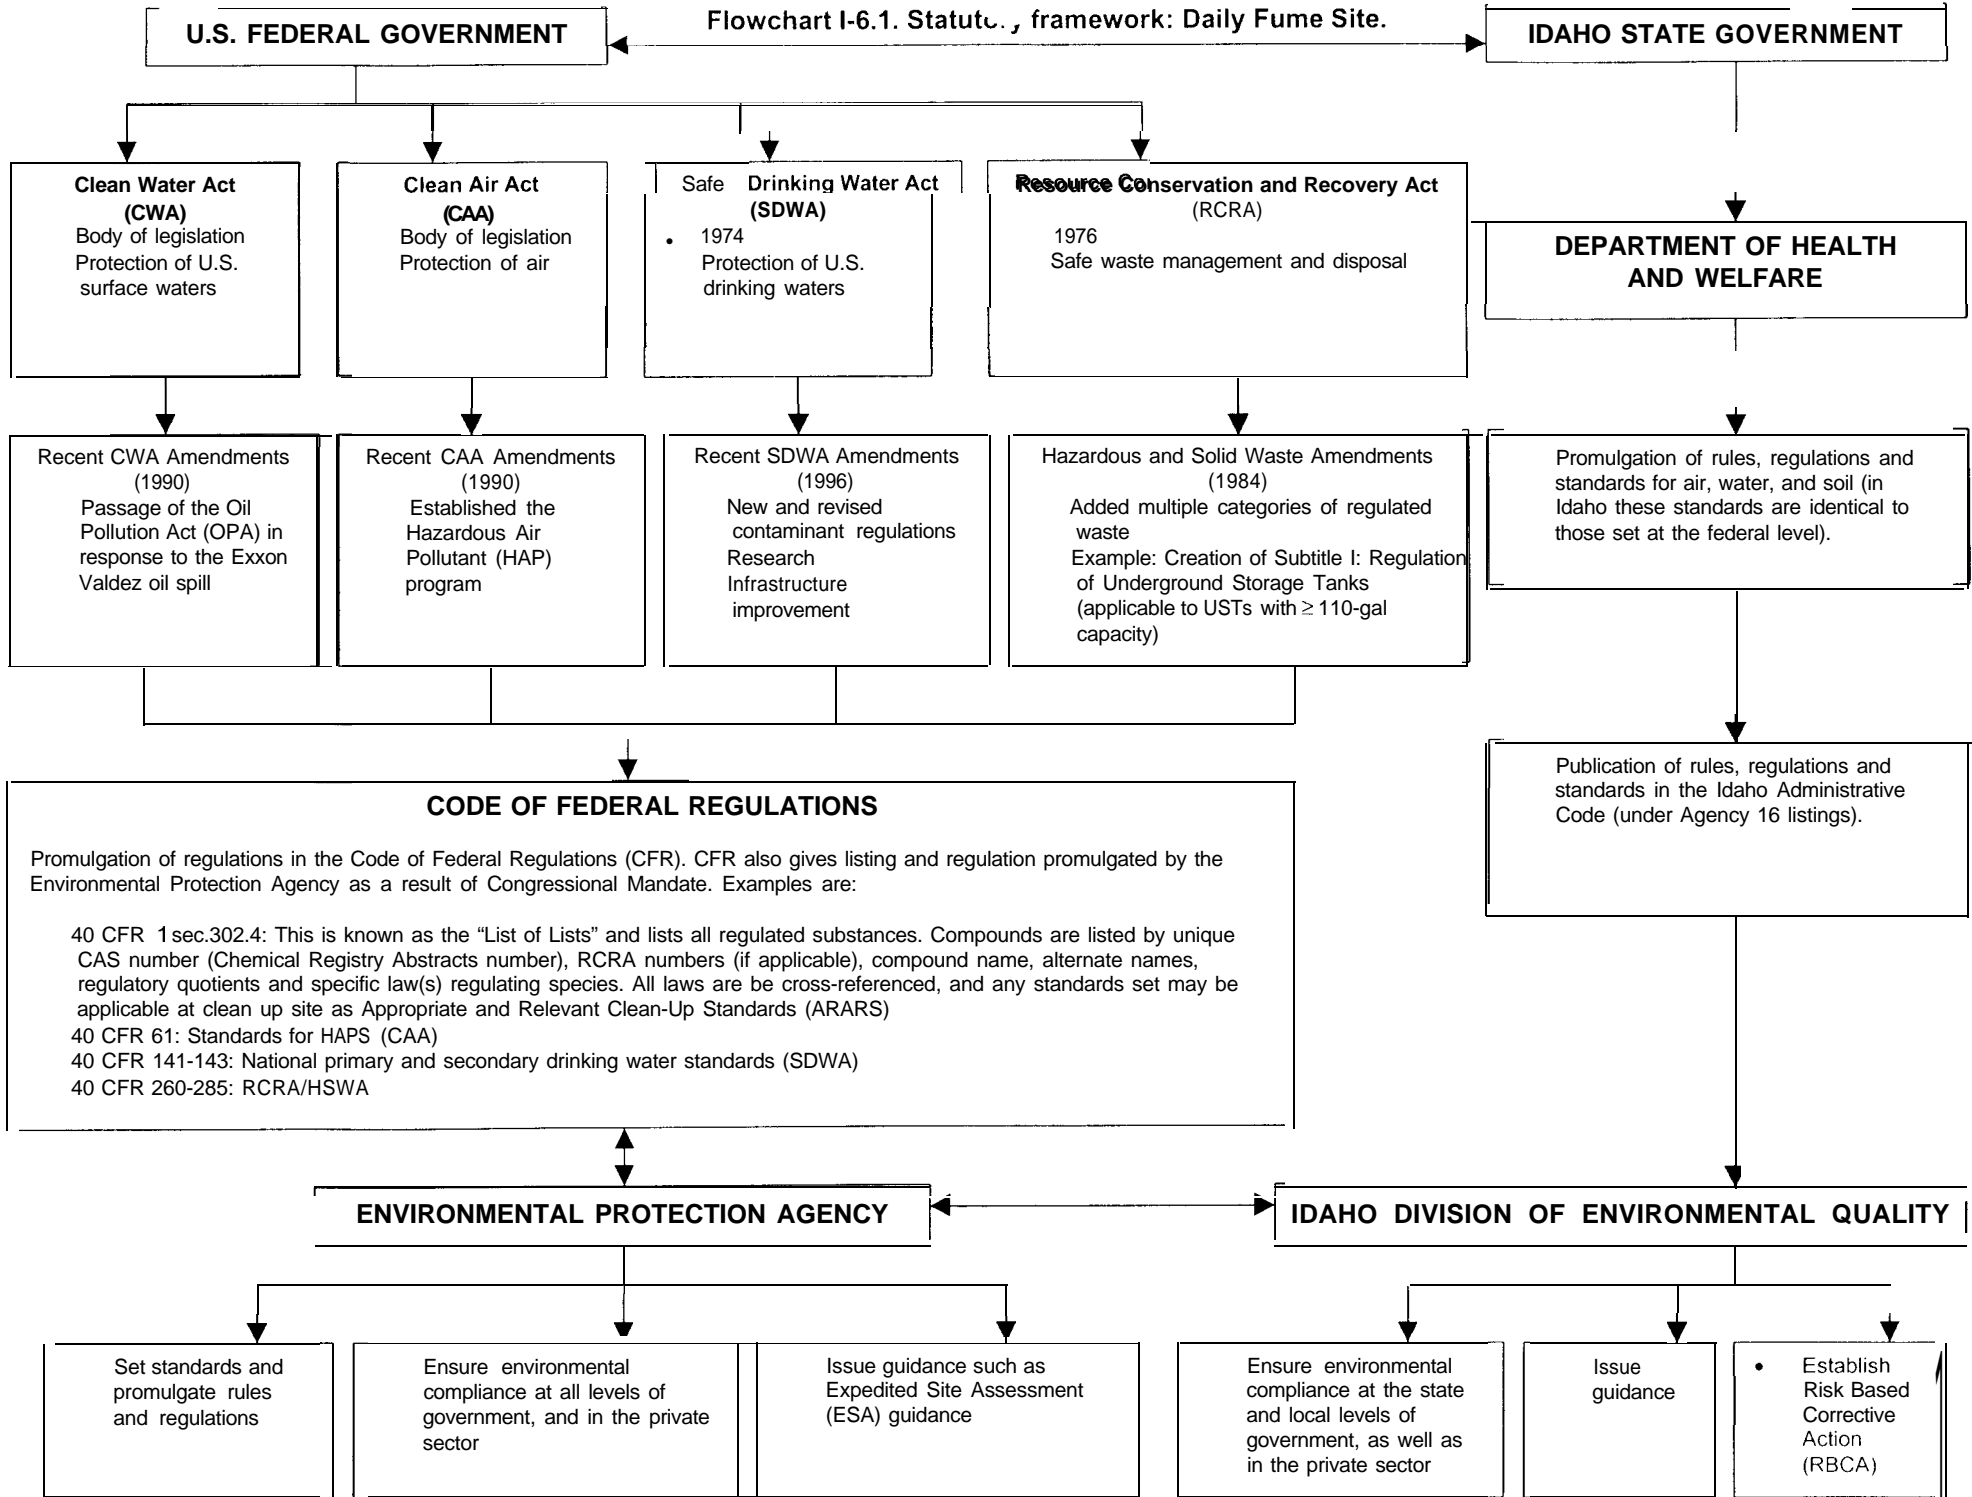 Flowchart I-6.1. Statut framework: Daily Fume Site.
U.S. FEDERAL GOVERNMENT
IDAHO STATE GOVERNMENT
Clean Water Act
(CWA)
Body of legislation
Protection of U.S.
surface waters
Clean Air Act
(CAA)
Body of legislation
Protection of air
Safe Drinking Water Act
(SDWA)
• 1974
Protection of U.S.
drinking waters
Resource Conservation and Recovery Act
(RCRA)
1976
Safe waste management and disposal
DEPARTMENT OF HEALTH
AND WELFARE
Recent CWA Amendments
(1990)
Passage of the Oil
Pollution Act (OPA) in
response to the Exxon
Valdez oil spill
Recent CAA Amendments
(1990)
Established the
Hazardous Air
Pollutant (HAP)
program
Recent SDWA Amendments
(1996)
New and revised
contaminant regulations
Research
Infrastructure
improvement
Hazardous and Solid Waste Amendments
(1984)
Added multiple categories of regulated
waste
Example: Creation of Subtitle I: Regulation
of Underground Storage Tanks
(applicable to USTs with ≥ 110-gal
capacity)
Promulgation of rules, regulations and
standards for air, water, and soil (in
Idaho these standards are identical to
those set at the federal level).
Publication of rules, regulations and
standards in the Idaho Administrative
Code (under Agency 16 listings).
CODE OF FEDERAL REGULATIONS
Promulgation of regulations in the Code of Federal Regulations (CFR). CFR also gives listing and regulation promulgated by the
Environmental Protection Agency as a result of Congressional Mandate. Examples are:
40 CFR 1 sec.302.4: This is known as the “List of Lists” and lists all regulated substances. Compounds are listed by unique
CAS number (Chemical Registry Abstracts number), RCRA numbers (if applicable), compound name, alternate names,
regulatory quotients and specific law(s) regulating species. All laws are be cross-referenced, and any standards set may be
applicable at clean up site as Appropriate and Relevant Clean-Up Standards (ARARS)
40 CFR 61: Standards for HAPS (CAA)
40 CFR 141-143: National primary and secondary drinking water standards (SDWA)
40 CFR 260-285: RCRA/HSWA
ENVIRONMENTAL PROTECTION AGENCY
IDAHO DIVISION OF ENVIRONMENTAL QUALITY
Set standards and
promulgate rules
and regulations
Ensure environmental
compliance at all levels of
government, and in the private
sector
Issue guidance such as
Expedited Site Assessment
(ESA) guidance
Ensure environmental
compliance at the state
and local levels of
government, as well as
in the private sector
Issue
guidance
• Establish
Risk Based
Corrective
Action
(RBCA)